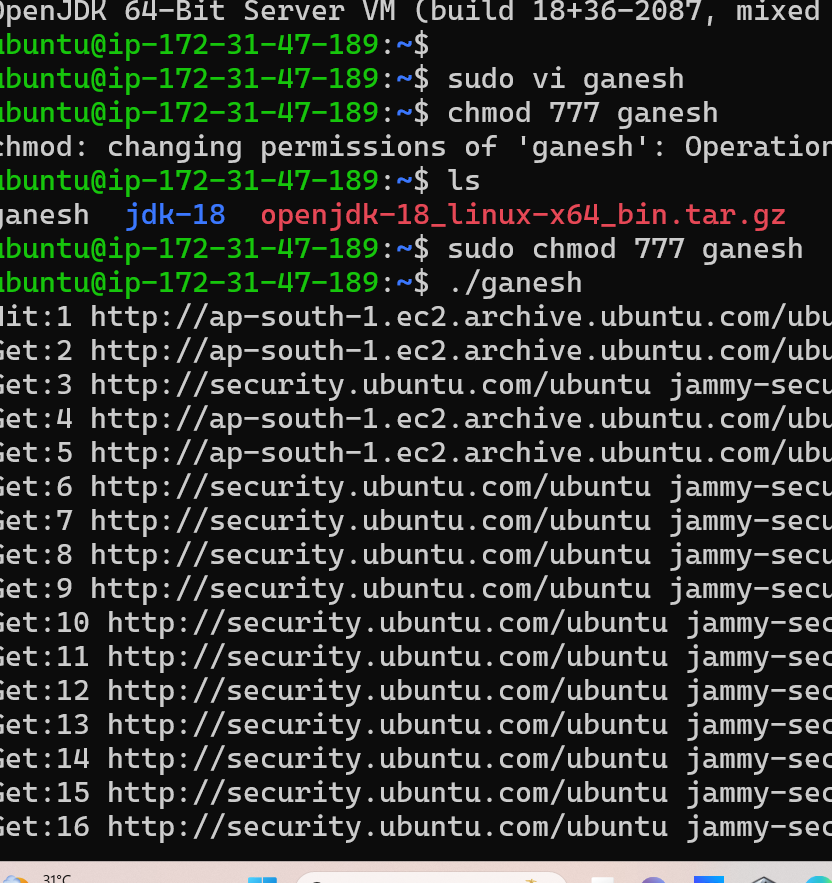 OpenJDK 64-Bit Server VM (build 18+36-2087, mixed
ubuntu@ip-172-31-47-189:~$
ubuntu@ip-172-31-47-189:~$ sudo vi ganesh
ubuntu@ip-172-31-47-189:~$ chmod 777 ganesh
chmod: changing permissions of 'ganesh': Operation
ubuntu@ip-172-31-47-189:~$ ls
ganesh jdk-18 openjdk-18_linux-x64_bin.tar.gz
ubuntu@ip-172-31-47-189:~$ sudo chmod 777 ganesh
ubuntu@ip-172-31-47-189:~$ ./ganesh
Hit:1 http://ap-south-1.ec2.archive.ubuntu.com/ubu
Get:2 http://ap-south-1.ec2.archive.ubuntu.com/ubu
Get:3 http://security.ubuntu.com/ubuntu jammy-secu
Get:4 http://ap-south-1.ec2.archive.ubuntu.com/ubu
Get:5 http://ap-south-1.ec2.archive.ubuntu.com/ubu
Get:6 http://security.ubuntu.com/ubuntu jammy-secu
Get:7 http://security.ubuntu.com/ubuntu jammy-secu
Get:8 http://security.ubuntu.com/ubuntu jammy-secu
Get:9 http://security.ubuntu.com/ubuntu jammy-secu
Get:10 http://security.ubuntu.com/ubuntu jammy-sec
Get:11 http://security.ubuntu.com/ubuntu jammy-sec
Get:12 http://security.ubuntu.com/ubuntu jammy-sec
Get:13 http://security.ubuntu.com/ubuntu jammy-sec
Get:14 http://security.ubuntu.com/ubuntu jammy-sec
Get:15 http://security.ubuntu.com/ubuntu jammy-sec
Get:16 http://security.ubuntu.com/ubuntu jammy-sec
31°C